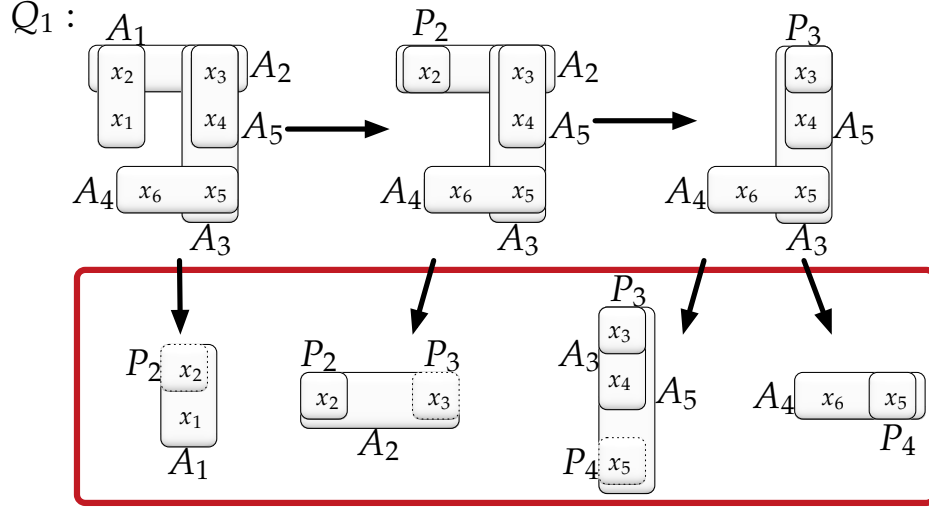 Q1 :
A1 P2 P3
x2 x3 A2 x2 x3 A2 x3
x1 x4 A5 x4 A5 x4 A5
A4 x6 x5 A4 x6 x5 A4 x6 x5
A3 A3 A3
P3
P2 x2 P2 P3 x3
A3
x1 x2 x3 x4 A5 A4 x6 x5
A1 A2 P4 x5 P4